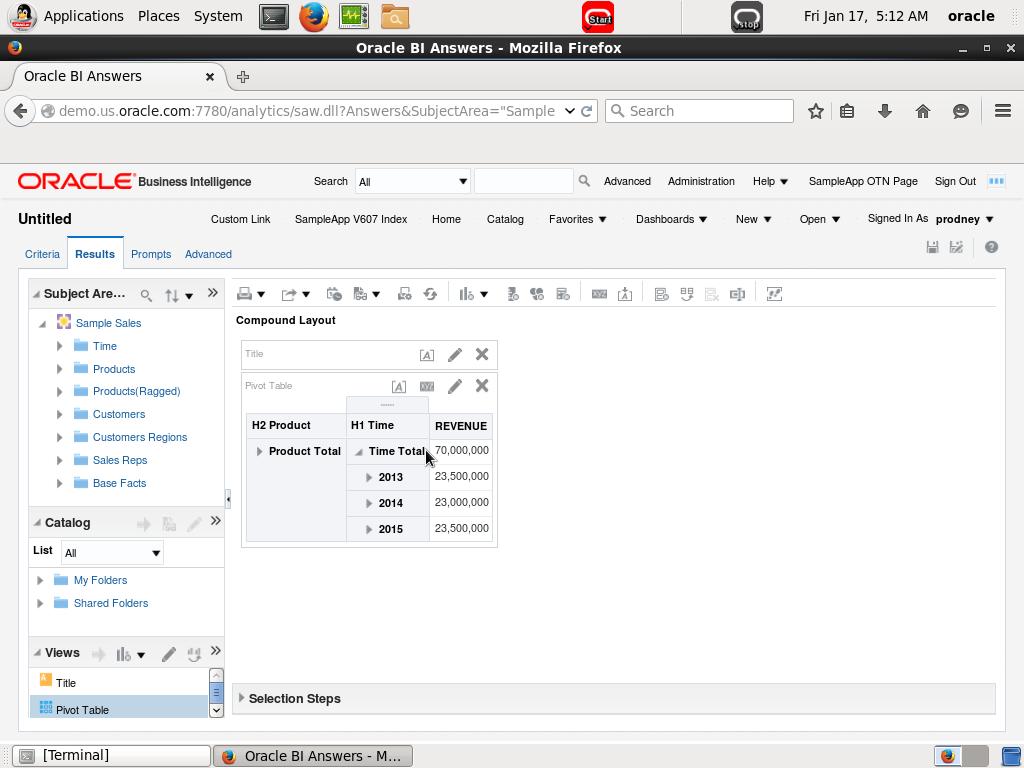 Applications Places System Start stop Fri Jan 17, 5:12 AM oracle
Oracle BI Answers - Mozilla Firefox
Oracle BI Answers
demo.us.oracle.com:7780/analytics/saw.dll?Answers&SubjectArea="Sample Search
ORACLE Business Intelligence Search All Advanced Administration Help SampleApp OTN Page Sign Out
Untitled Custom Link SampleApp V607 Index Home Catalog Favorites Dashboards New Open Signed In As prodney
Criteria Results Prompts Advanced
Subject Are...
Sample Sales
Time
Products
Products(Ragged)
Customers
Customers Regions
Sales Reps
Base Facts
Catalog
List All
My Folders
Shared Folders
Views
Title
Pivot Table
Compound Layout
Title
Pivot Table
H2 Product H1 Time REVENUE
Product Total Time Total 70,000,000
2013 23,500,000
2014 23,000,000
2015 23,500,000
Selection Steps
[Terminal] Oracle BI Answers - M...